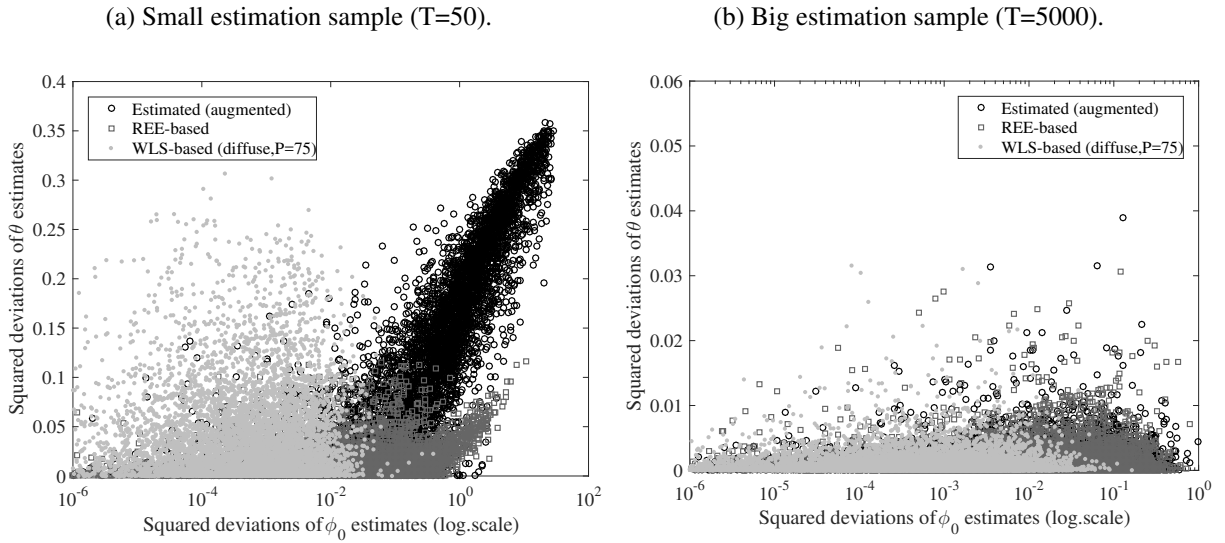 (a) Small estimation sample (T=50).
0.4
0.35
0.3
0.25
0.2
0.15
0.1
0.05
0
Squared deviations of θ estimates
Estimated (augmented)
REE-based
WLS-based (diffuse,P=75)
10^-6
10^-4
10^-2
10^0
10^2
Squared deviations of ϕ_0 estimates (log.scale)
(b) Big estimation sample (T=5000).
0.06
0.05
0.04
0.03
0.02
0.01
0
Squared deviations of θ estimates
Estimated (augmented)
REE-based
WLS-based (diffuse,P=75)
10^-6
10^-5
10^-4
10^-3
10^-2
10^-1
10^0
Squared deviations of ϕ_0 estimates (log.scale)